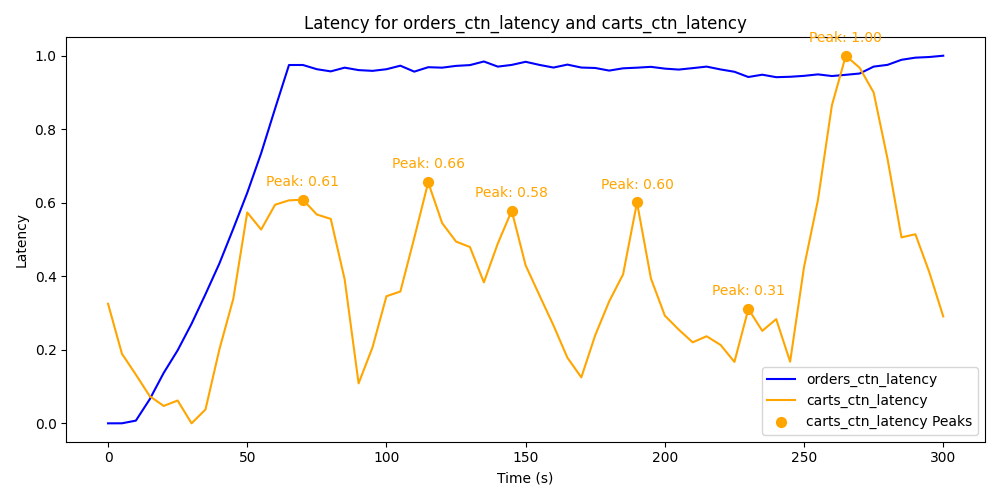 Latency for orders_ctn_latency and carts_ctn_latency
Peak: 1.00
1.0
0.8
Peak: 0.66
Peak: 0.61
Peak: 0.60
Peak: 0.58
0.6
Latency
0.4
Peak: 0.31
0.2
0.0
orders_ctn_latency
carts_ctn_latency
carts_ctn_latency Peaks
0 50 100 150 200 250 300
Time (s)